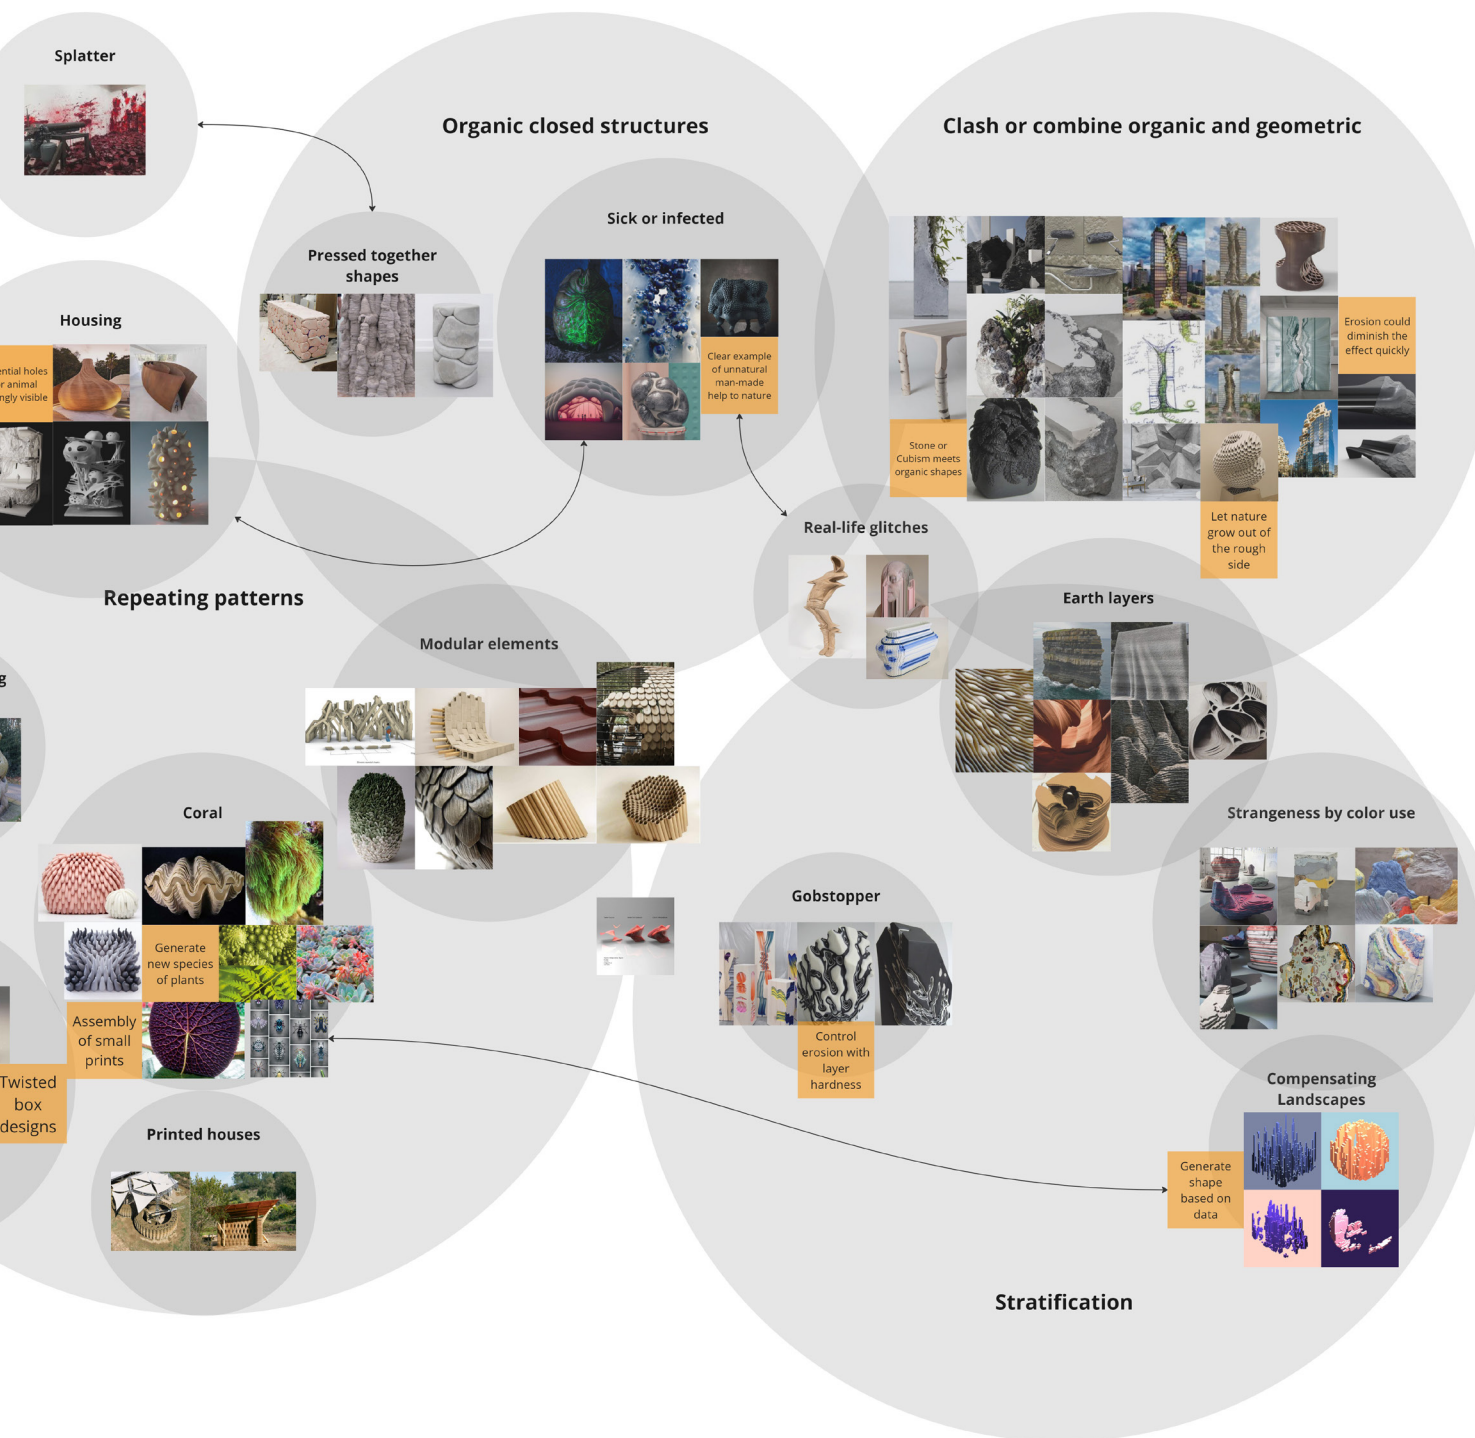 Splatter
Organic closed structures
Clash or combine organic and geometric
Sick or infected
Pressed together
shapes
Housing
holes
animal
visible
Clear example
of unnatural
man-made
help to nature
Erosion could
diminish the
effect quickly
Stone or
Cubism meets
organic shapes
Let nature
grow out of
the rough
side
Real-life glitches
Repeating patterns
Earth layers
Modular elements
Coral
Strangeness by color use
Gobstopper
Generate
new species
of plants
Assembly
of small
prints
Control
erosion with
layer
hardness
Twisted
box
designs
Compensating
Landscapes
Printed houses
Generate
shape
based on
data
Stratification